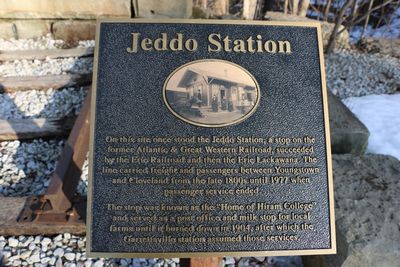 Jeddo Station
On this site once stood the Jeddo Station; a stop on the
former Atlantic & Great Western Railroad, succeeded
by the Erie Railroad and then the Erie Lackawana. The
line carried freight and passengers between Youngstown
and Cleveland from the late 1800s until 1977 when
passenger service ended.
The stop was known as the "Home of Hiram College"
and served as a post office and milk stop for local
farms until it burned down in 1904, after which the
Garrettsville station assumed those services.